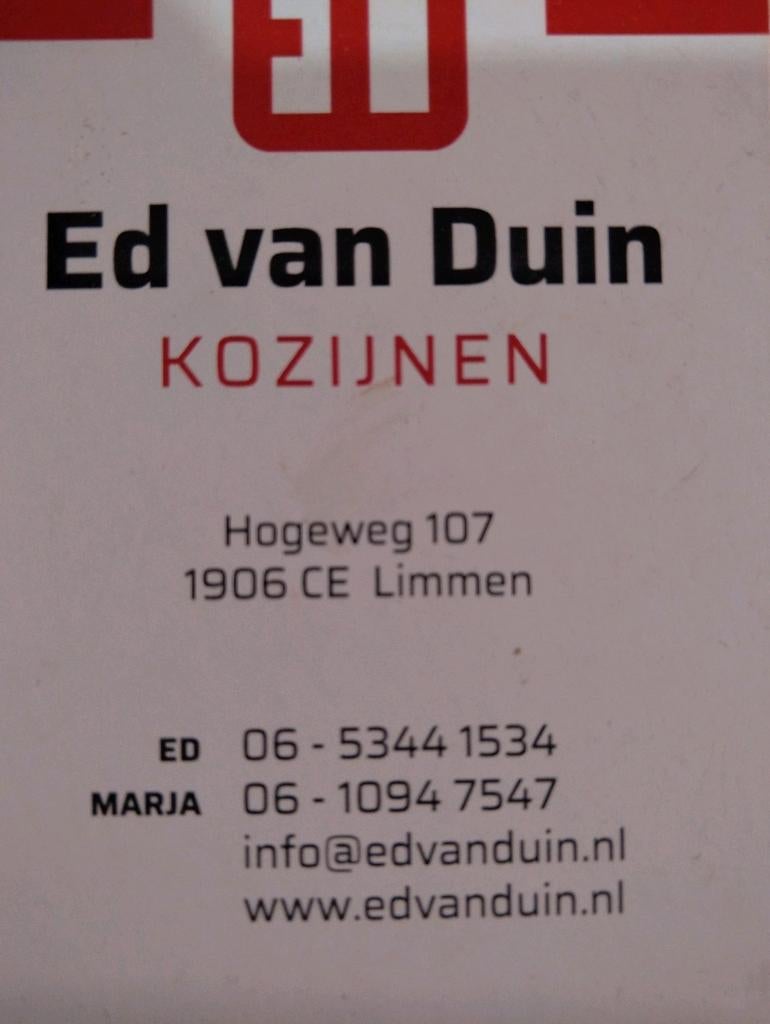 Ed van Duin
KOZIJNEN
Hogeweg 107
1906 CE Limmen
ED 06 - 5344 1534
MARJA 06 - 1094 7547
info@edvanduin.nl
www.edvanduin.nl